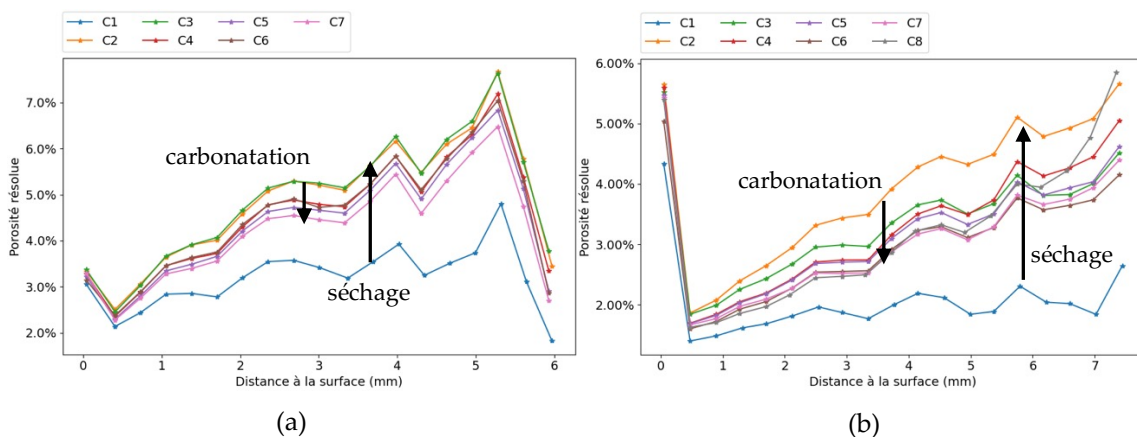 C1 C3 C5 C7
C2 C4 C6
7.0%
6.0%
5.0%
4.0%
3.0%
2.0%
Porosité résolue
carbonatation
séchage
0 1 2 3 4 5 6
Distance à la surface (mm)
(a)
C1 C3 C5 C7
C2 C4 C6 C8
6.00%
5.00%
4.00%
3.00%
2.00%
Porosité résolue
carbonatation
séchage
0 1 2 3 4 5 6 7
Distance à la surface (mm)
(b)